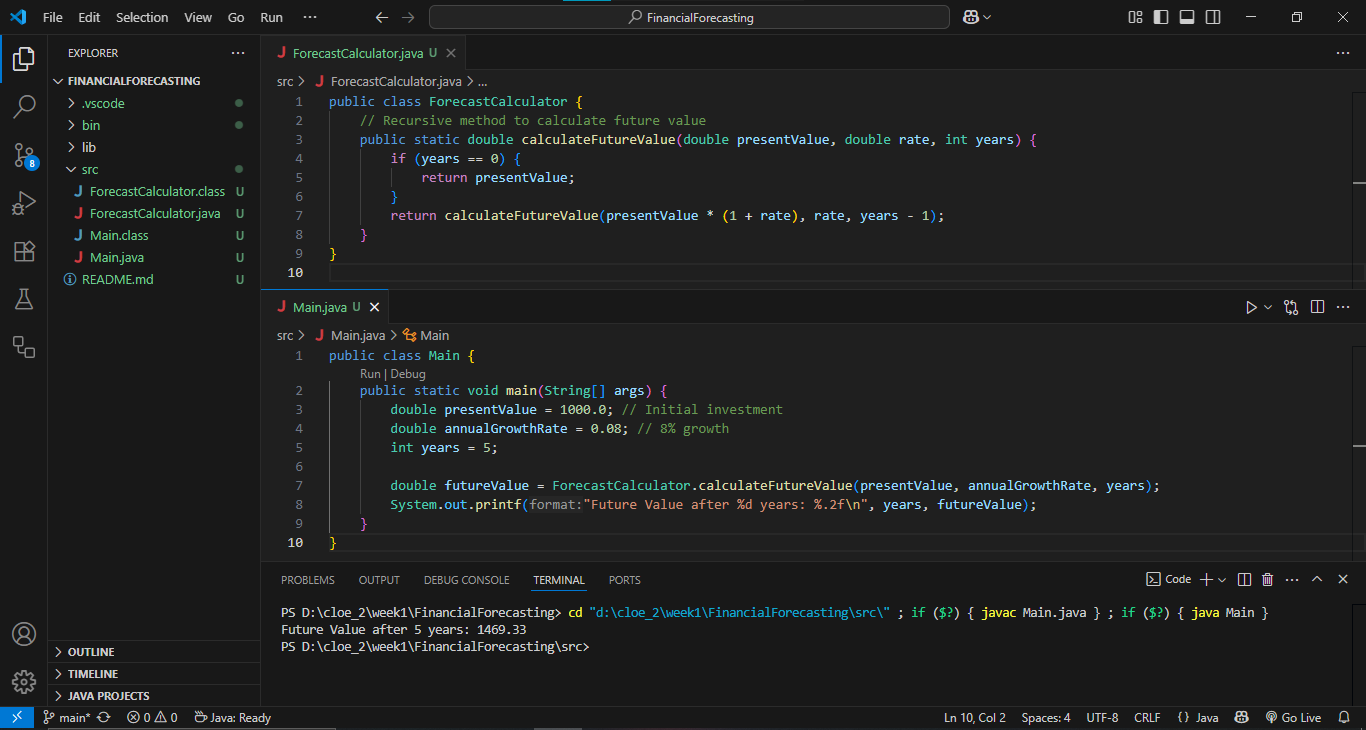 File Edit Selection View Go Run ··· FinancialForecasting
EXPLORER ···
FINANCIALFORECASTING
.vscode
bin
lib
src
ForecastCalculator.class U
ForecastCalculator.java U
Main.class U
Main.java U
README.md U
OUTLINE
TIMELINE
JAVA PROJECTS
8
ForecastCalculator.java U
src > ForecastCalculator.java > ...
1 public class ForecastCalculator {
2 // Recursive method to calculate future value
3 public static double calculateFutureValue(double presentValue, double rate, int years) {
4 if (years == 0) {
5 return presentValue;
6 }
7 return calculateFutureValue(presentValue * (1 + rate), rate, years - 1);
8 }
9 }
10
Main.java U
src > Main.java > Main
1 public class Main {
Run | Debug
2 public static void main(String[] args) {
3 double presentValue = 1000.0; // Initial investment
4 double annualGrowthRate = 0.08; // 8% growth
5 int years = 5;
6
7 double futureValue = ForecastCalculator.calculateFutureValue(presentValue, annualGrowthRate, years);
8 System.out.printf(format:"Future Value after %d years: %.2f\n", years, futureValue);
9 }
10 }
PROBLEMS OUTPUT DEBUG CONSOLE TERMINAL PORTS Code
PS D:\cloe_2\week1\FinancialForecasting> cd "d:\cloe_2\week1\FinancialForecasting\src\" ; if ($?) { javac Main.java } ; if ($?) { java Main }
Future Value after 5 years: 1469.33
PS D:\cloe_2\week1\FinancialForecasting\src>
main* 0 0 Java: Ready Ln 10, Col 2 Spaces: 4 UTF-8 CRLF {} Java Go Live